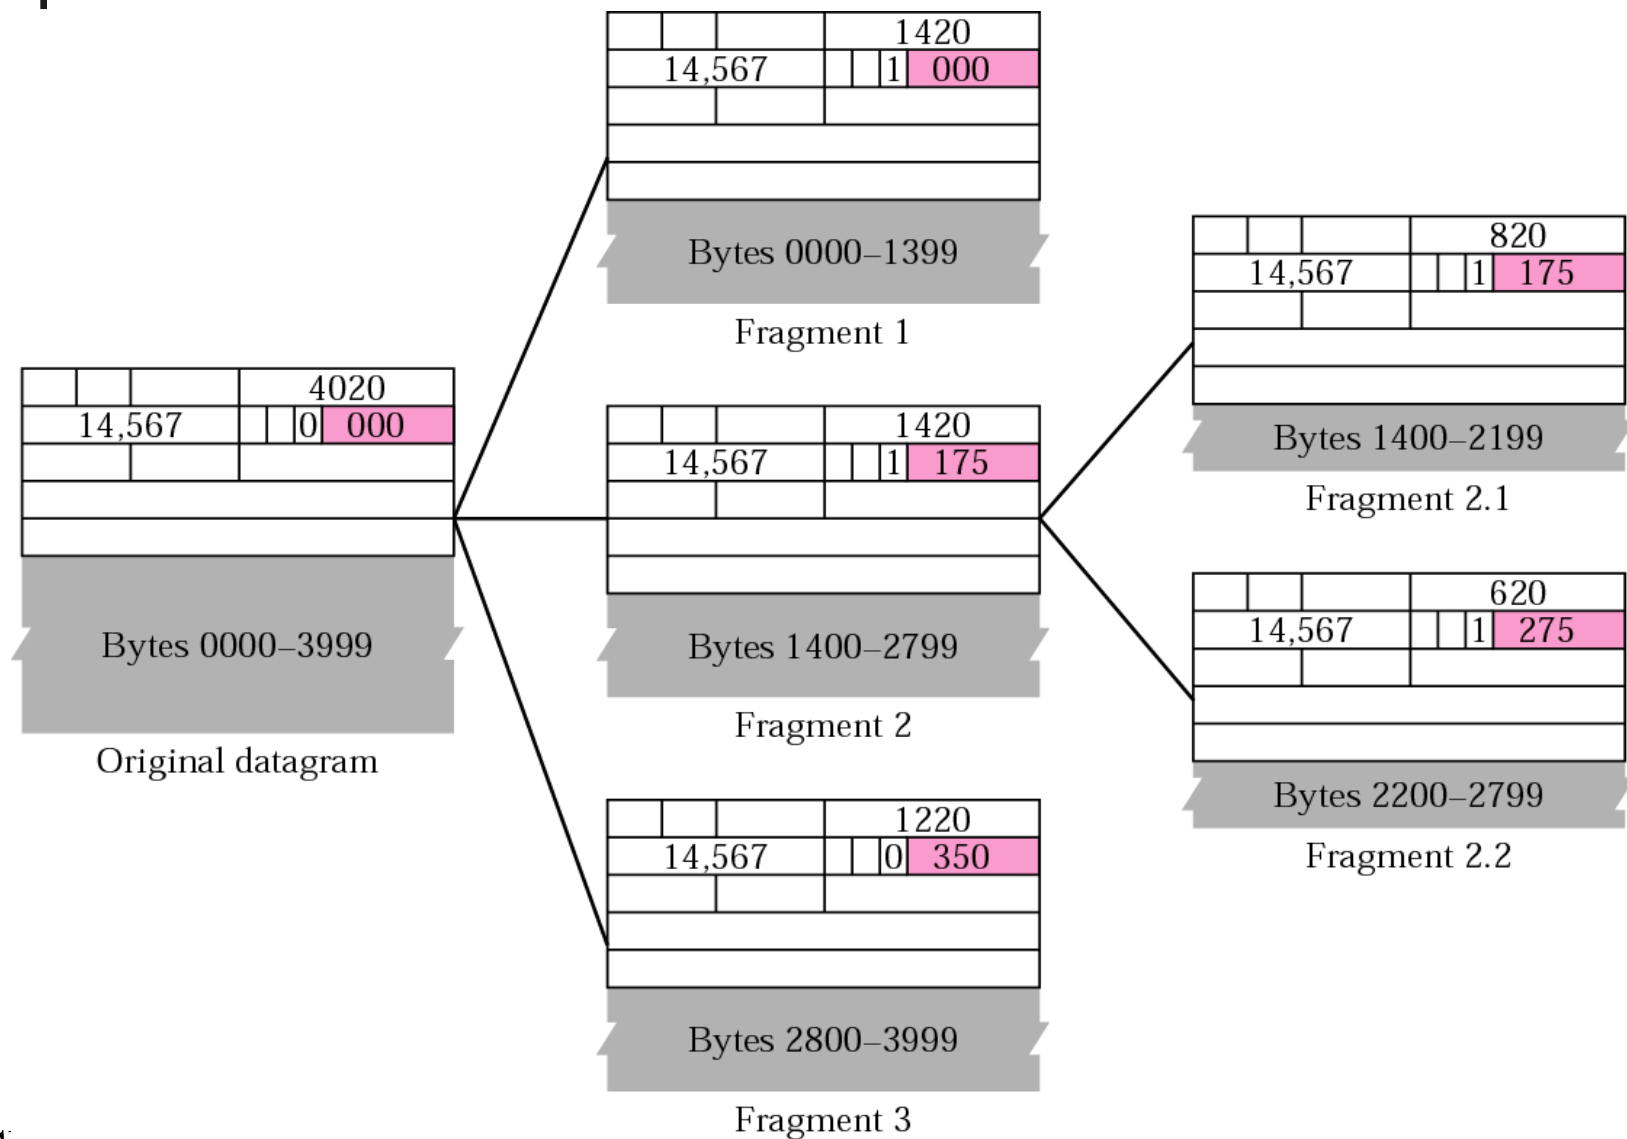 4020
14,567 0 000
Bytes 0000–3999
Original datagram
1420
14,567 1 000
Bytes 0000–1399
Fragment 1
1420
14,567 1 175
Bytes 1400–2799
Fragment 2
1220
14,567 0 350
Bytes 2800–3999
Fragment 3
820
14,567 1 175
Bytes 1400–2199
Fragment 2.1
620
14,567 1 275
Bytes 2200–2799
Fragment 2.2